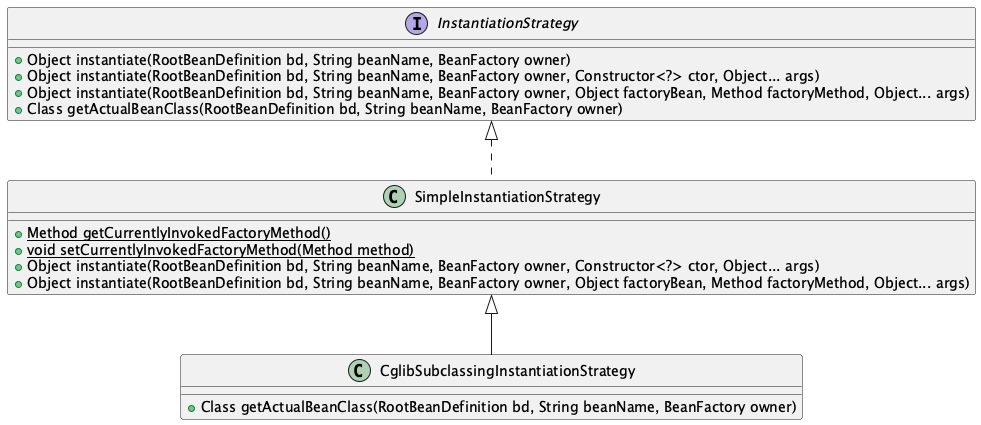 I InstantiationStrategy
Object instantiate(RootBeanDefinition bd, String beanName, BeanFactory owner)
Object instantiate(RootBeanDefinition bd, String beanName, BeanFactory owner, Constructor<?> ctor, Object... args)
Object instantiate(RootBeanDefinition bd, String beanName, BeanFactory owner, Object factoryBean, Method factoryMethod, Object... args)
Class getActualBeanClass(RootBeanDefinition bd, String beanName, BeanFactory owner)
C SimpleInstantiationStrategy
Method getCurrentlyInvokedFactoryMethod()
void setCurrentlyInvokedFactoryMethod(Method method)
Object instantiate(RootBeanDefinition bd, String beanName, BeanFactory owner, Constructor<?> ctor, Object... args)
Object instantiate(RootBeanDefinition bd, String beanName, BeanFactory owner, Object factoryBean, Method factoryMethod, Object... args)
C CglibSubclassingInstantiationStrategy
Class getActualBeanClass(RootBeanDefinition bd, String beanName, BeanFactory owner)